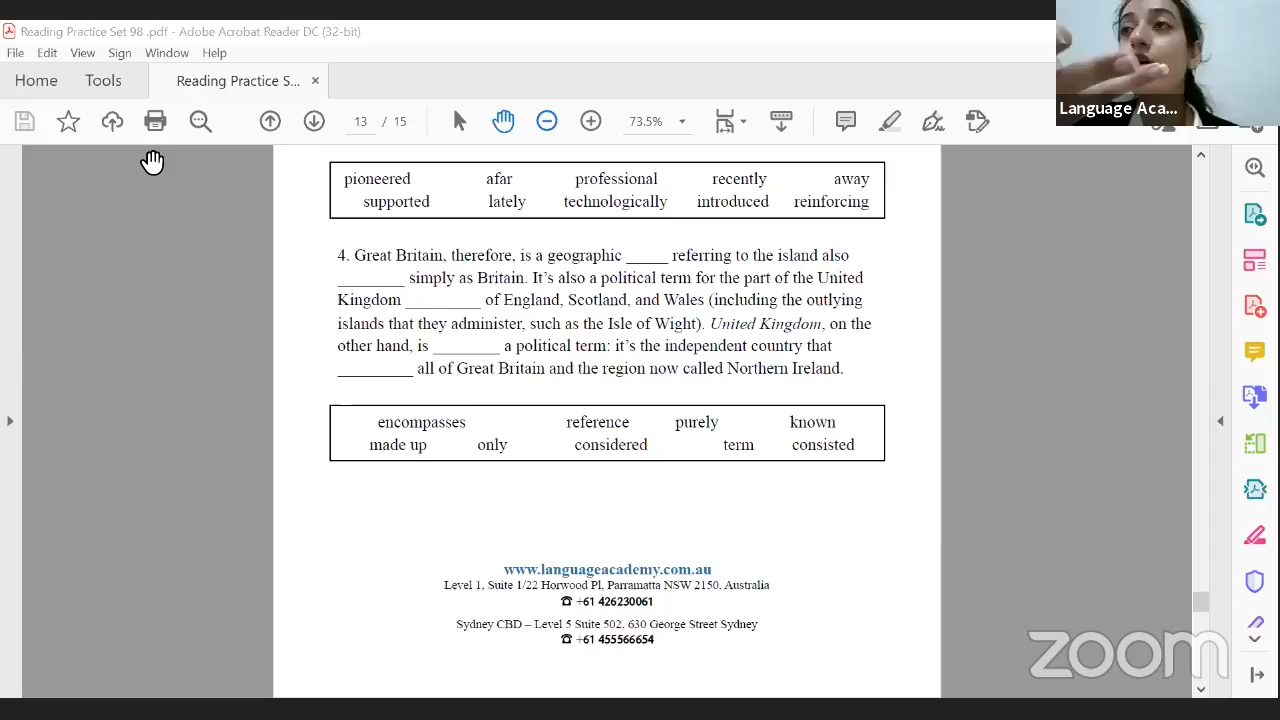 Reading Practice Set 98 .pdf - Adobe Acrobat Reader DC (32-bit)
File Edit View Sign Window Help
Home Tools Reading Practice S... ×
13 / 15 73.5%
Language Aca...
pioneered afar professional recently away
supported lately technologically introduced reinforcing
4. Great Britain, therefore, is a geographic _____ referring to the island also
________ simply as Britain. It's also a political term for the part of the United
Kingdom _________ of England, Scotland, and Wales (including the outlying
islands that they administer, such as the Isle of Wight). United Kingdom, on the
other hand, is ________ a political term: it's the independent country that
_________ all of Great Britain and the region now called Northern Ireland.
encompasses reference purely known
made up only considered term consisted
www.languageacademy.com.au
Level 1, Suite 1/22 Horwood Pl, Parramatta NSW 2150, Australia
☎ +61 426230061
Sydney CBD – Level 5 Suite 502, 630 George Street Sydney
☎ +61 455566654
zoom